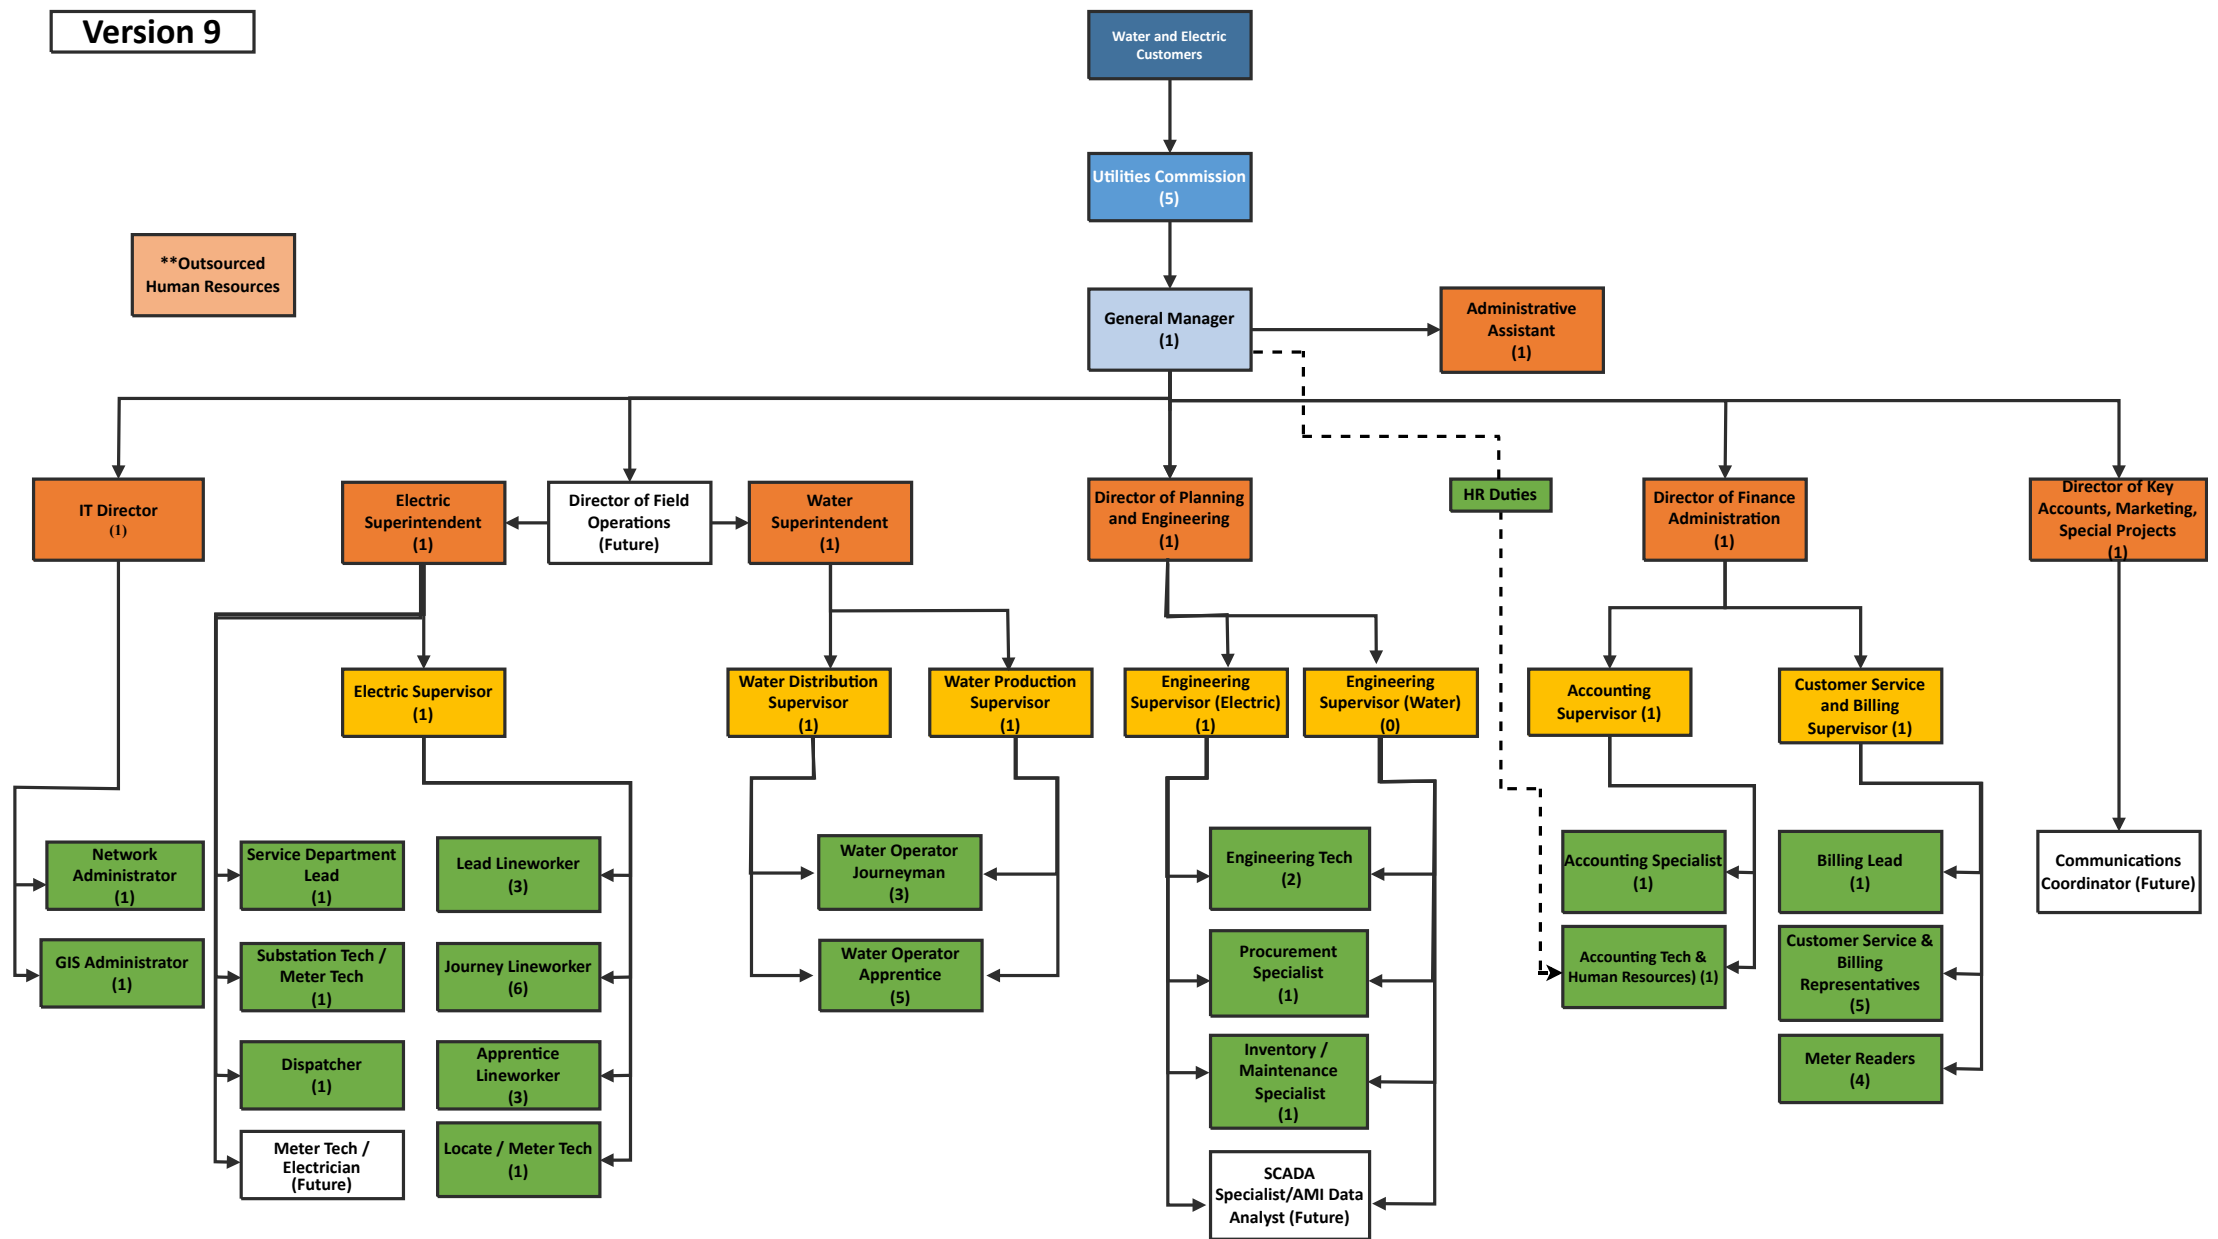 Version 9
Water and Electric
Customers
Utilities Commission
(5)
**Outsourced
Human Resources
General Manager
(1)
Administrative
Assistant
(1)
IT Director
(1)
Electric
Superintendent
(1)
Director of Field
Operations
(Future)
Water
Superintendent
(1)
Director of Planning
and Engineering
(1)
HR Duties
Director of Finance
Administration
(1)
Director of Key
Accounts, Marketing,
Special Projects
(1)
Electric Supervisor
(1)
Water Distribution
Supervisor
(1)
Water Production
Supervisor
(1)
Engineering
Supervisor (Electric)
(1)
Engineering
Supervisor (Water)
(0)
Accounting
Supervisor (1)
Customer Service
and Billing
Supervisor (1)
Network
Administrator
(1)
Service Department
Lead
(1)
Lead Lineworker
(3)
Water Operator
Journeyman
(3)
Engineering Tech
(2)
Accounting Specialist
(1)
Billing Lead
(1)
Communications
Coordinator (Future)
GIS Administrator
(1)
Substation Tech /
Meter Tech
(1)
Journey Lineworker
(6)
Water Operator
Apprentice
(5)
Procurement
Specialist
(1)
Accounting Tech &
Human Resources) (1)
Customer Service &
Billing
Representatives
(5)
Dispatcher
(1)
Apprentice
Lineworker
(3)
Inventory /
Maintenance
Specialist
(1)
Meter Readers
(4)
Meter Tech /
Electrician
(Future)
Locate / Meter Tech
(1)
SCADA
Specialist/AMI Data
Analyst (Future)